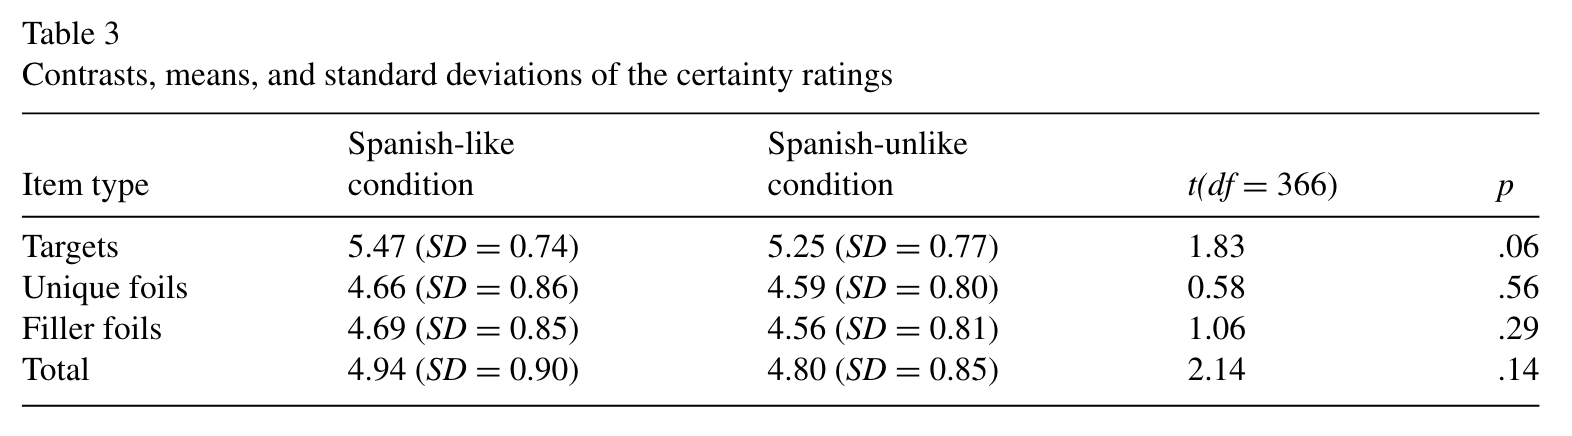 Table 3
Contrasts, means, and standard deviations of the certainty ratings
Item type Spanish-like condition Spanish-unlike condition t(df = 366) p
Targets 5.47 (SD = 0.74) 5.25 (SD = 0.77) 1.83 .06
Unique foils 4.66 (SD = 0.86) 4.59 (SD = 0.80) 0.58 .56
Filler foils 4.69 (SD = 0.85) 4.56 (SD = 0.81) 1.06 .29
Total 4.94 (SD = 0.90) 4.80 (SD = 0.85) 2.14 .14